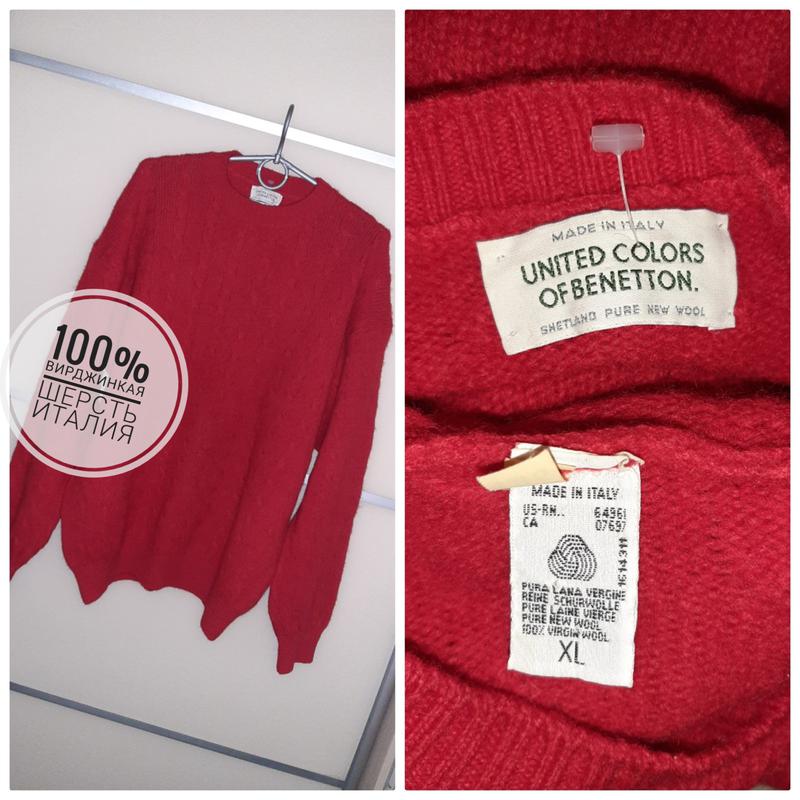 100%
ВИРДЖИНКАЯ
ШЕРСТЬ
ИТАЛИЯ
MADE IN ITALY
UNITED COLORS
OF BENETTON.
SHETLAND PURE NEW WOOL
MADE IN ITALY
US-RN.. 64961
CA 07697
1614311
PURA LANA VERGINE
REINE SCHURWOLLE
PURE LAINE VIERGE
PURE NEW WOOL
100% VIRGIN WOOL
XL